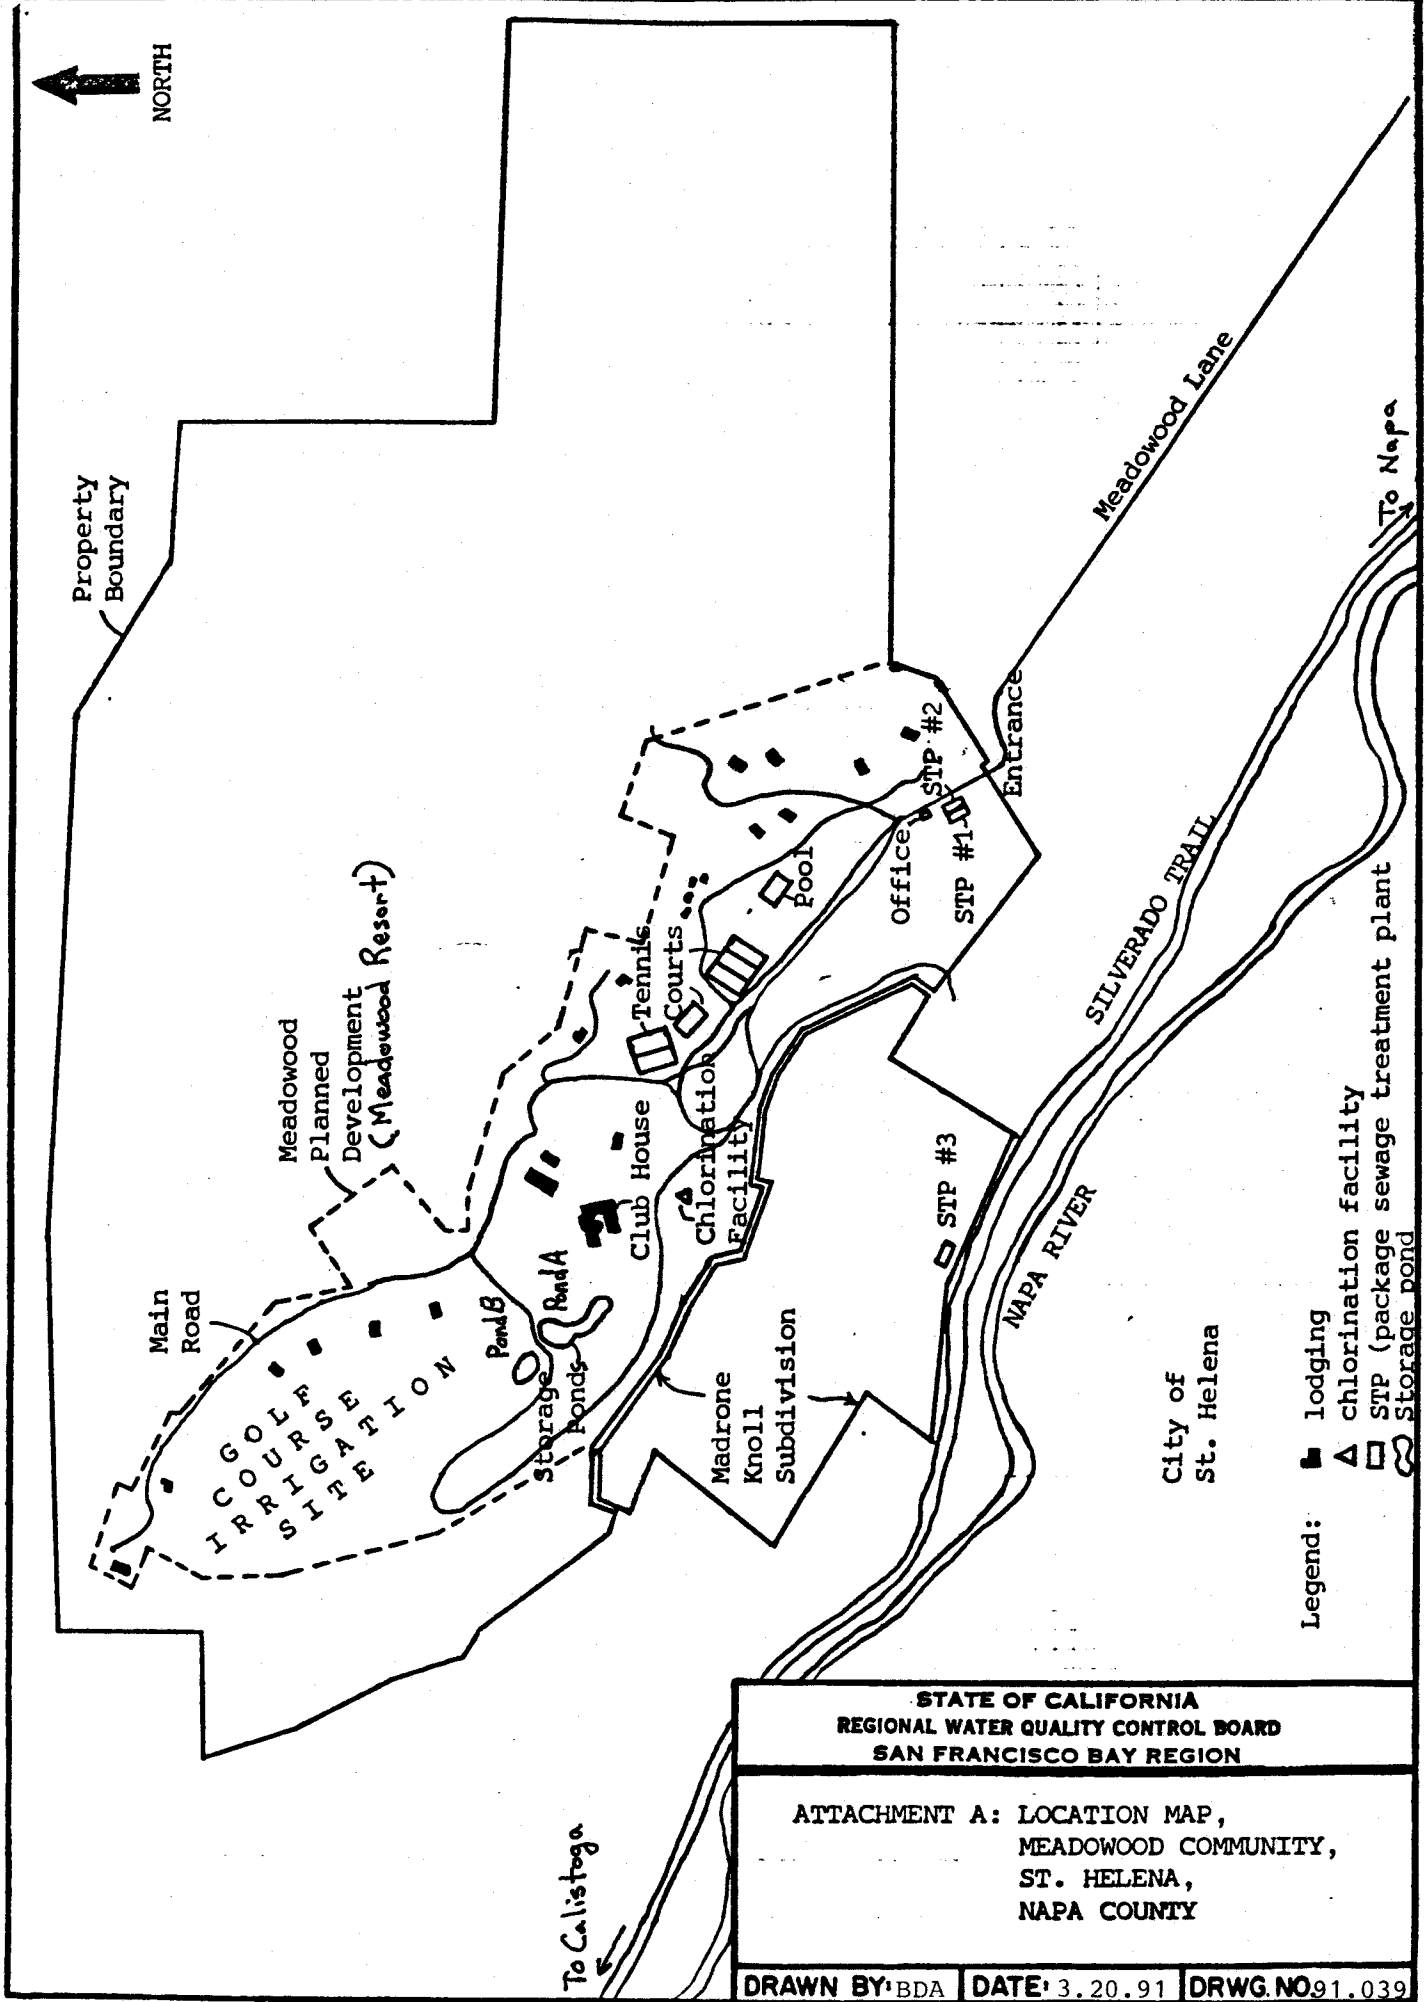 NORTH
Property
Boundary
Meadowood
Planned
Development
(Meadowood Resort)
Main
Road
GOLF
COURSE
IRRIGATION
SITE
Pond B
Pond A
Storage
Ponds
Club House
Chlorination
Facility
Tennis
Courts
Pool
Office
STP #1
STP #2
Entrance
Meadowood Lane
To Napa
SILVERADO TRAIL
NAPA RIVER
STP #3
Madrone
Knoll
Subdivision
City of
St. Helena
To Calistoga
Legend:
lodging
chlorination facility
STP (package sewage treatment plant
Storage pond
STATE OF CALIFORNIA
REGIONAL WATER QUALITY CONTROL BOARD
SAN FRANCISCO BAY REGION
ATTACHMENT A: LOCATION MAP,
MEADOWOOD COMMUNITY,
ST. HELENA,
NAPA COUNTY
DRAWN BY: BDA DATE: 3.20.91 DRWG. NO. 91.039